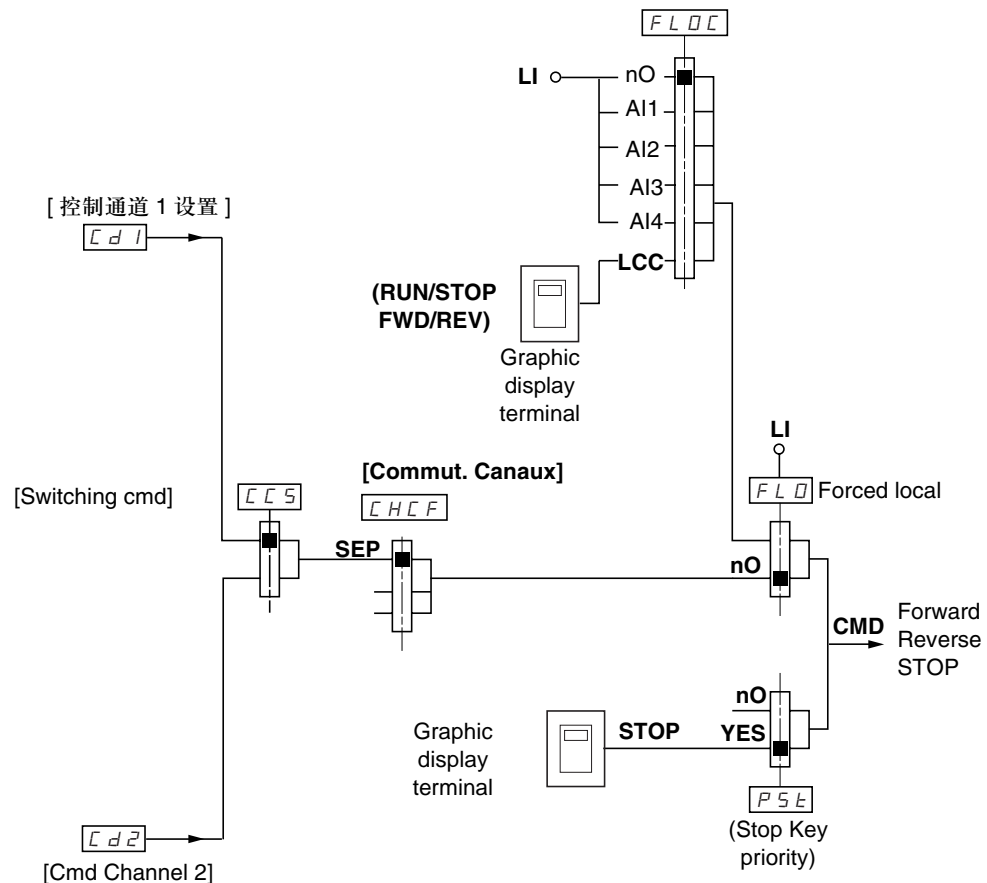 FLOC
LI
nO
AI1
AI2
AI3
AI4
LCC
[ 控制通道 1 设置 ]
Cd1
(RUN/STOP
FWD/REV)
Graphic
display
terminal
LI
[Commut. Canaux]
[Switching cmd]
CCS
CHCF
FLO Forced local
SEP
nO
CMD
Forward
Reverse
STOP
nO
Graphic
display
terminal
STOP
YES
PSt
(Stop Key
priority)
Cd2
[Cmd Channel 2]